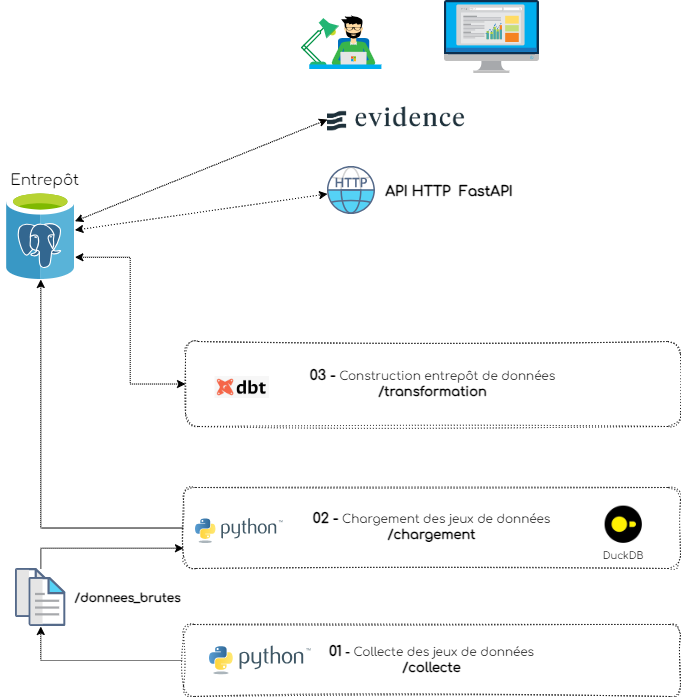 evidence
Entrepôt
HTTP
API HTTP FastAPI
dbt
03 - Construction entrepôt de données
/transformation
python™
02 - Chargement des jeux de données
/chargement
DuckDB
/donnees_brutes
python™
01 - Collecte des jeux de données
/collecte